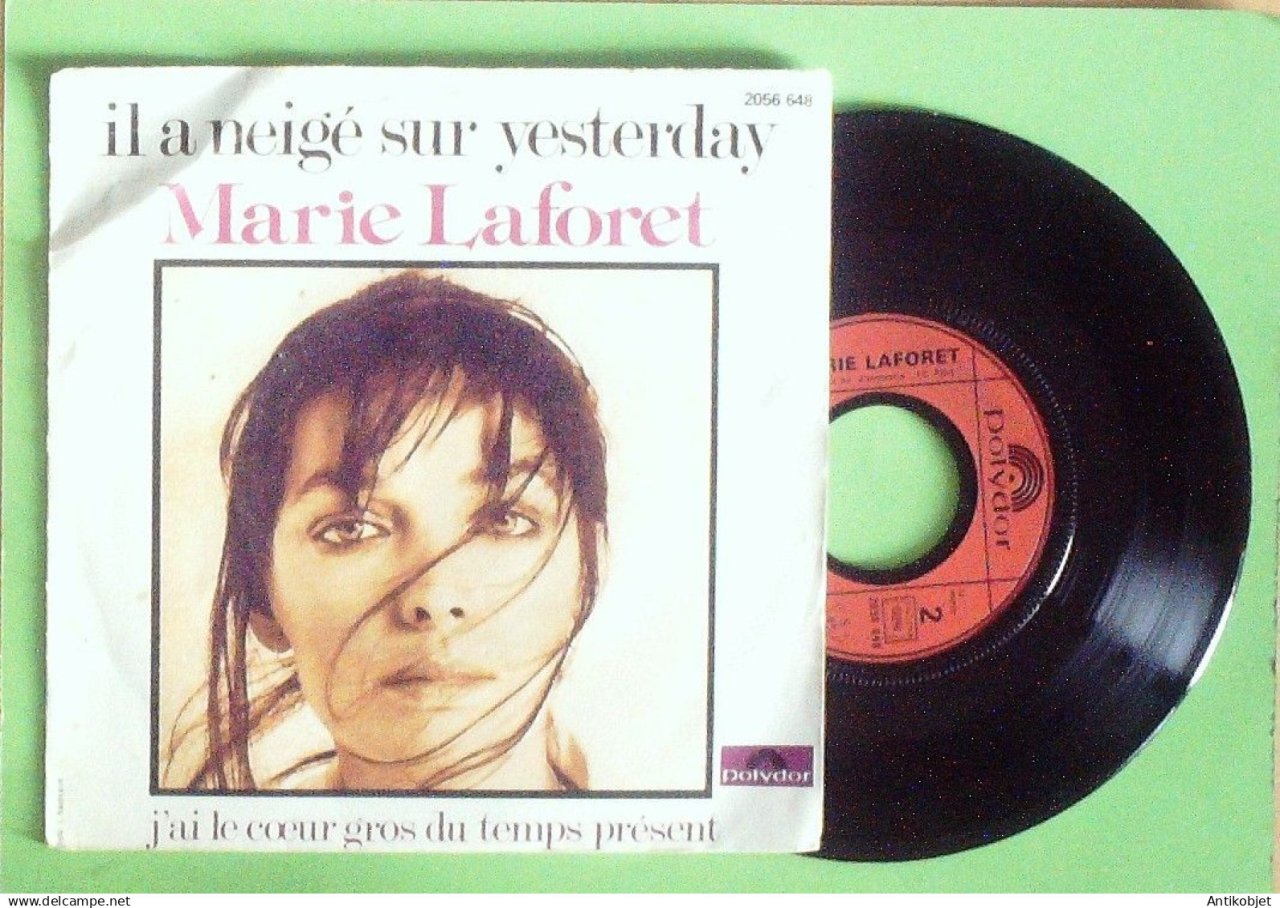 2056 648
il a neigé sur yesterday
Marie Laforet
RIE LAFORET
polydor
2
polydor
j'ai le cœur gros du temps présent
www.delcampe.net
Antikobjet